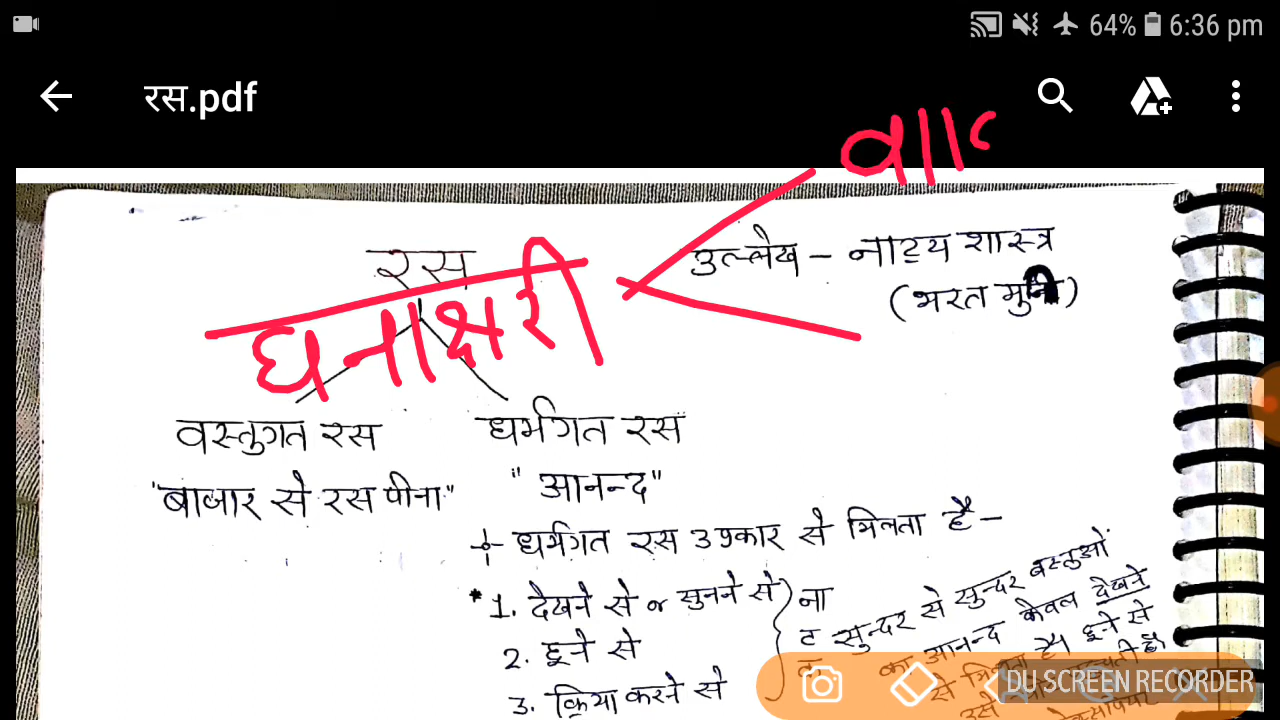 64% 6:36 pm
रस.pdf
रस
उल्लेख - नाट्य शास्त्र
(भरत मुनि)
घनाक्षरी
वस्तुगत रस
धर्मगत रस
"बाजार से रस पीना"
"आनन्द"
धर्मगत रस 3 प्रकार से मिलता है -
* 1. देखने से or सुनने से
2. छूने से
3. क्रिया करने से
ना
ट
क
सुन्दर से सुन्दर वस्तुओं
का आनन्द केवल देखने
से मिलता है। छूने से
उसे
DU SCREEN RECORDER